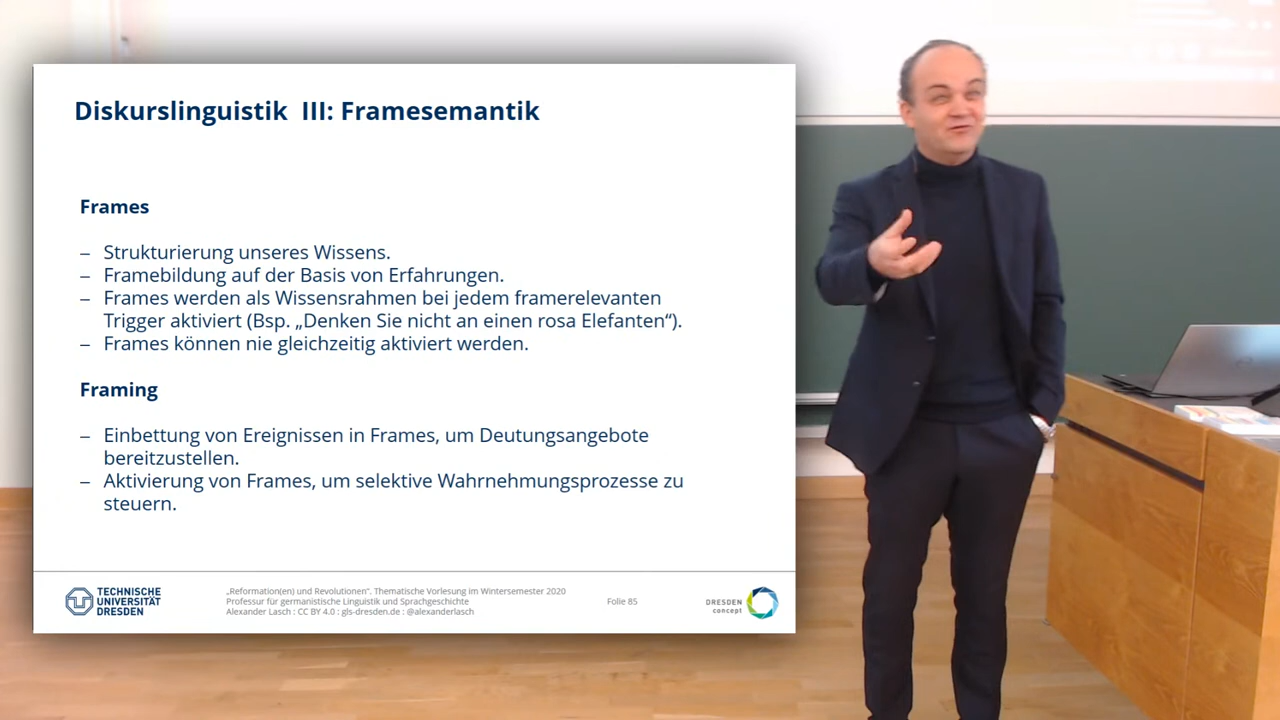 Diskurslinguistik III: Framesemantik
Frames
– Strukturierung unseres Wissens.
– Framebildung auf der Basis von Erfahrungen.
– Frames werden als Wissensrahmen bei jedem framerelevanten
Trigger aktiviert (Bsp. „Denken Sie nicht an einen rosa Elefanten“).
– Frames können nie gleichzeitig aktiviert werden.
Framing
– Einbettung von Ereignissen in Frames, um Deutungsangebote
bereitzustellen.
– Aktivierung von Frames, um selektive Wahrnehmungsprozesse zu
steuern.
TECHNISCHE
UNIVERSITÄT
DRESDEN
„Reformation(en) und Revolutionen“. Thematische Vorlesung im Wintersemester 2020
Professur für germanistische Linguistik und Sprachgeschichte
Alexander Lasch : CC BY 4.0 : gls-dresden.de : @alexanderlasch
Folie 85
DRESDEN
concept